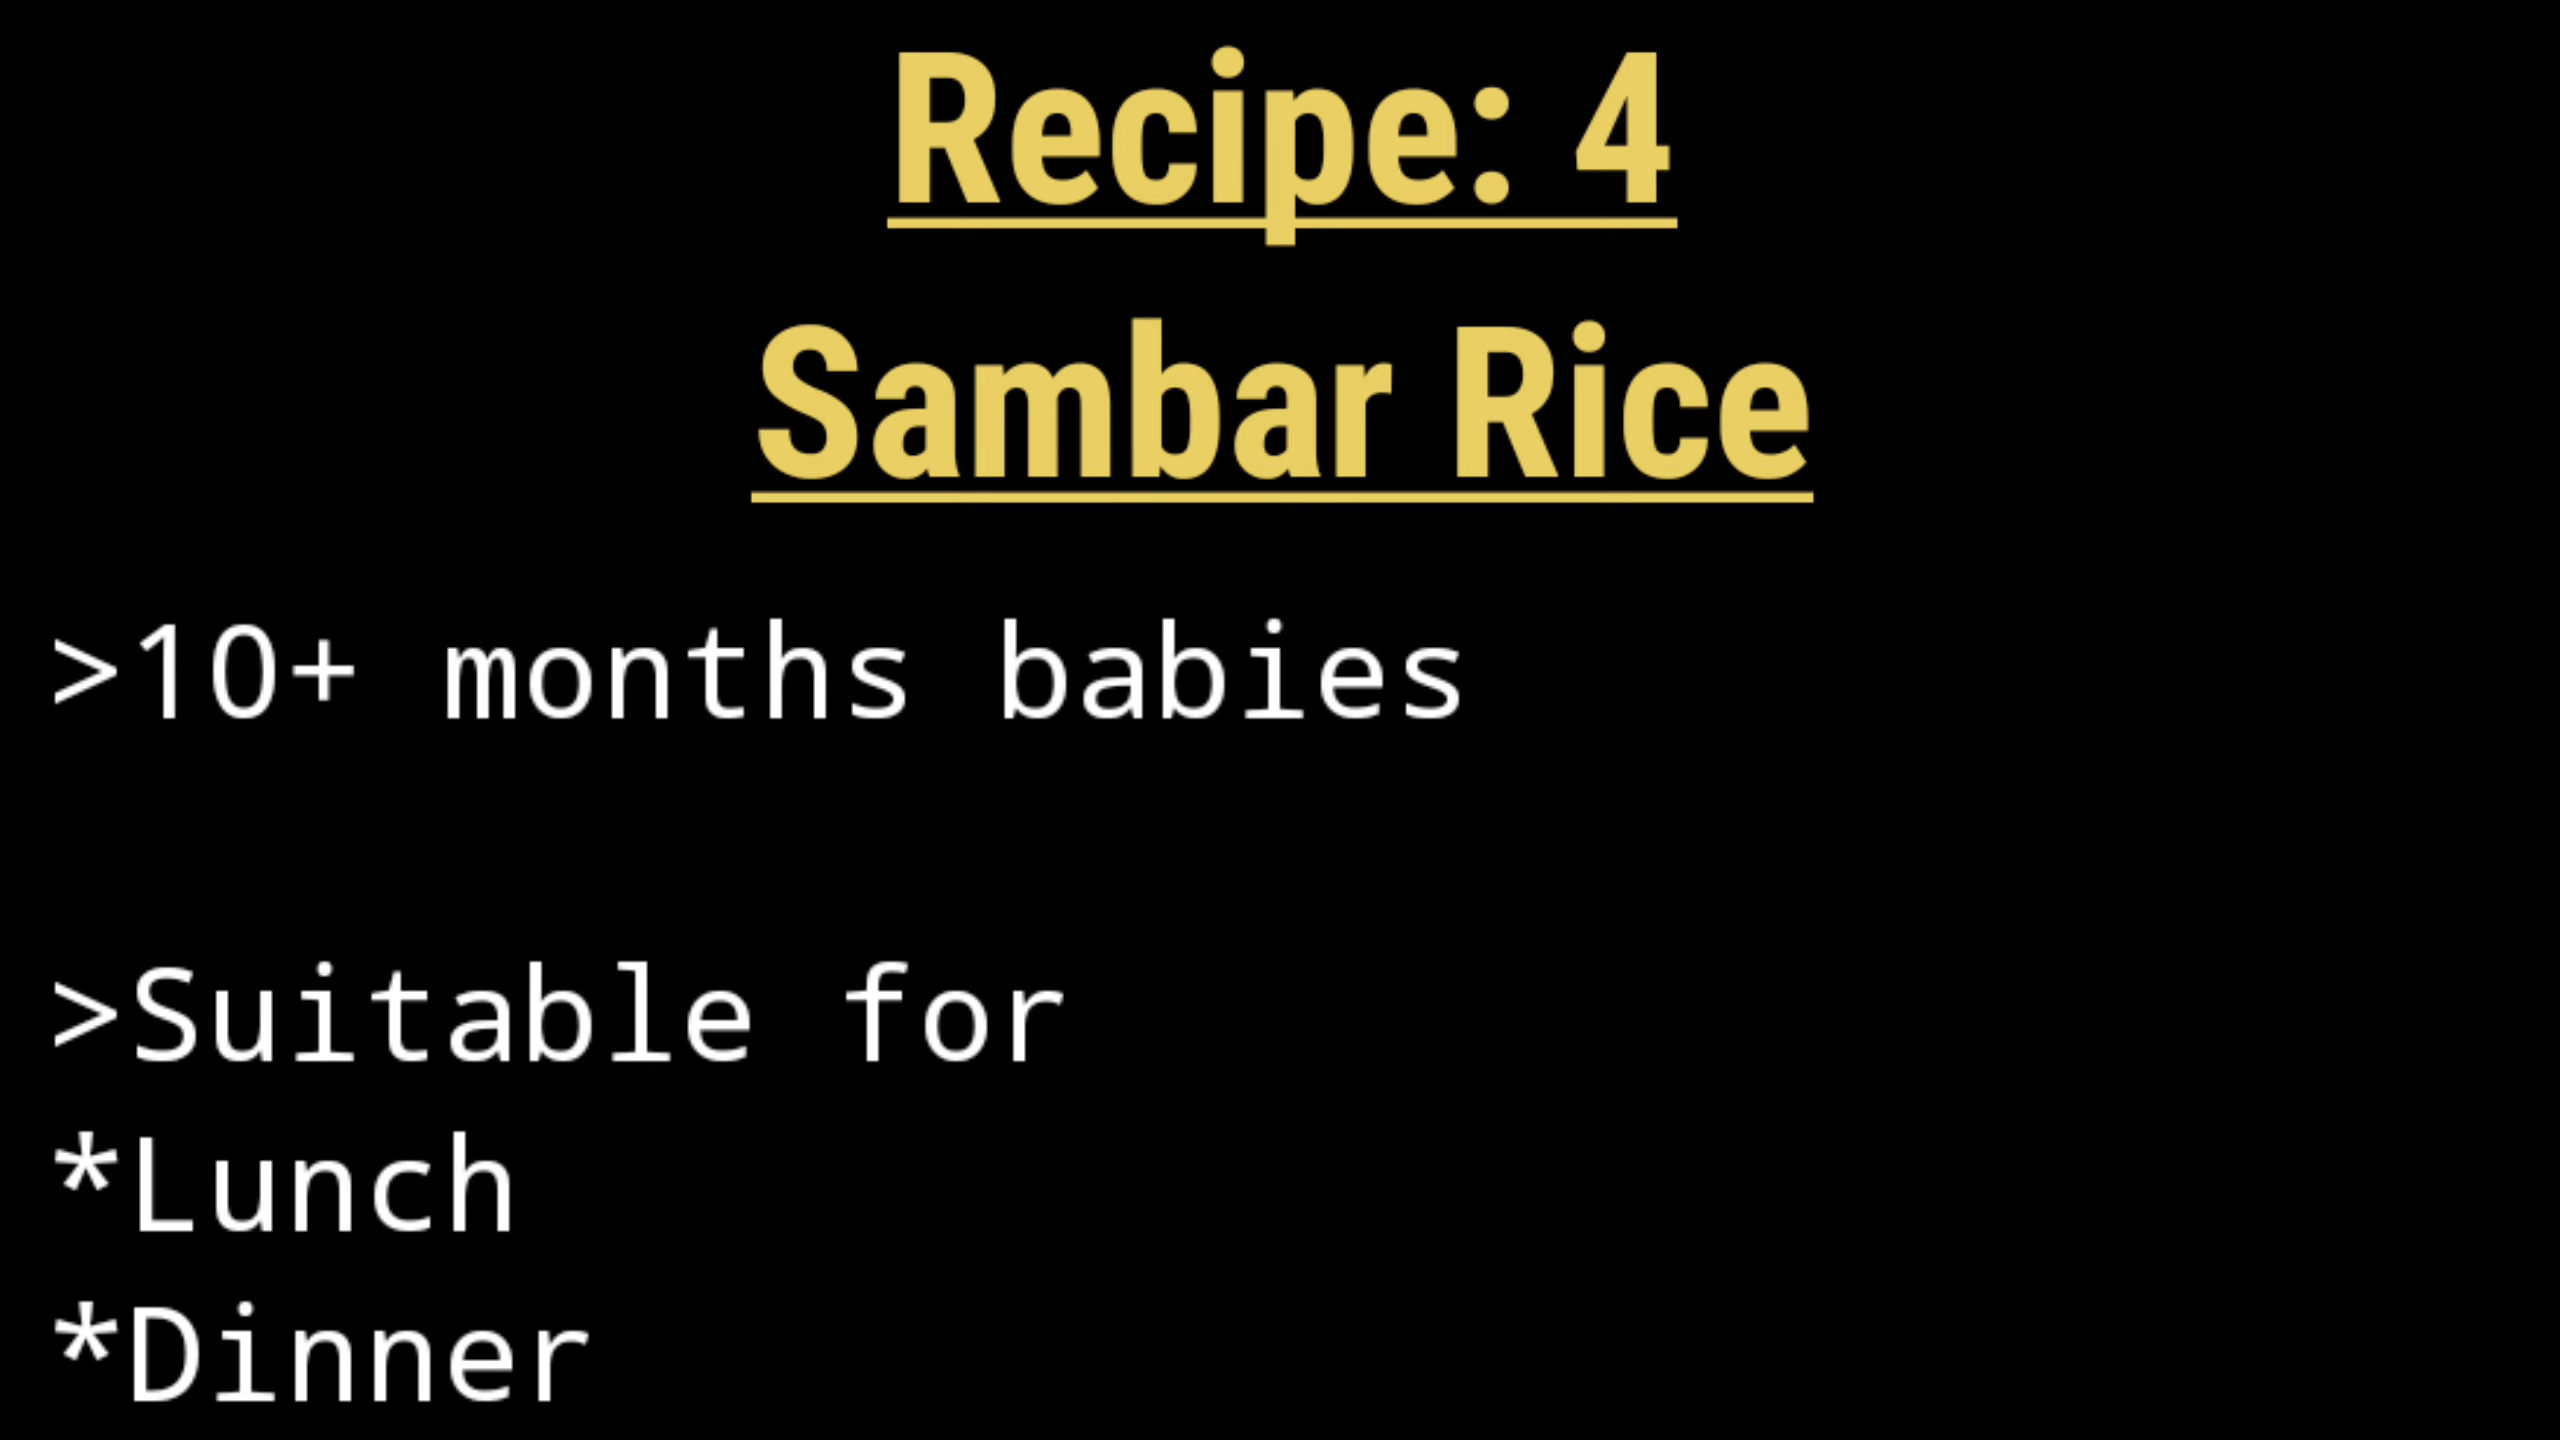 Recipe: 4
Sambar Rice
>10+ months babies
>Suitable for
*Lunch
*Dinner